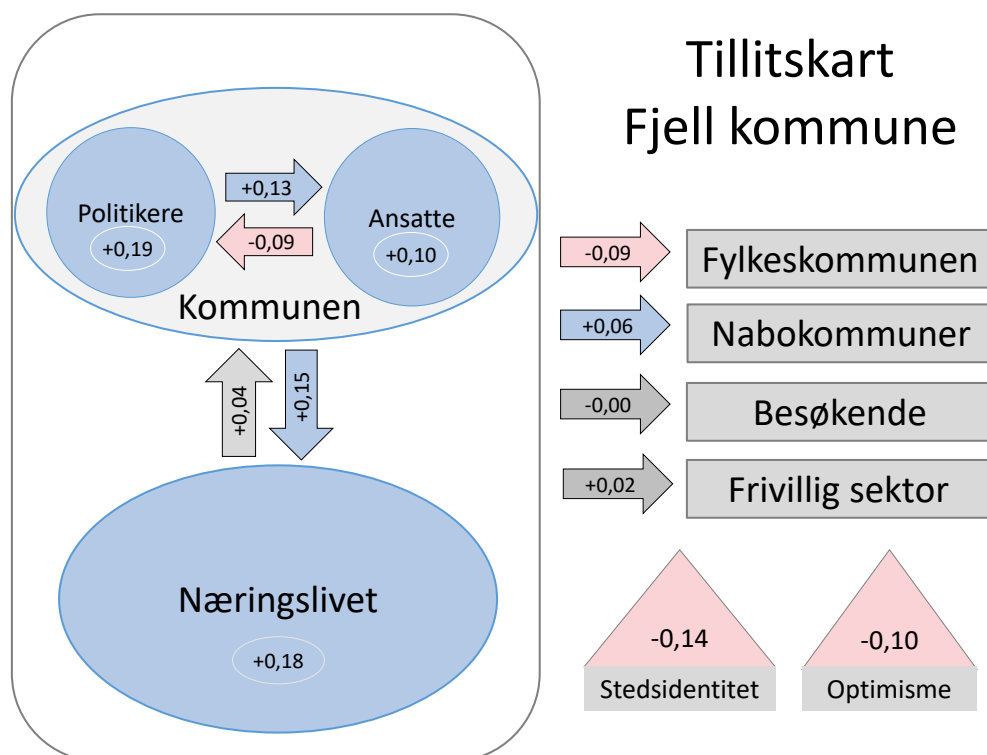 Tillitskart
Fjell kommune
Politikere
+0,19
+0,13
-0,09
Ansatte
+0,10
Kommunen
+0,04
+0,15
Næringslivet
+0,18
-0,09
Fylkeskommunen
+0,06
Nabokommuner
-0,00
Besøkende
+0,02
Frivillig sektor
-0,14
Stedsidentitet
-0,10
Optimisme